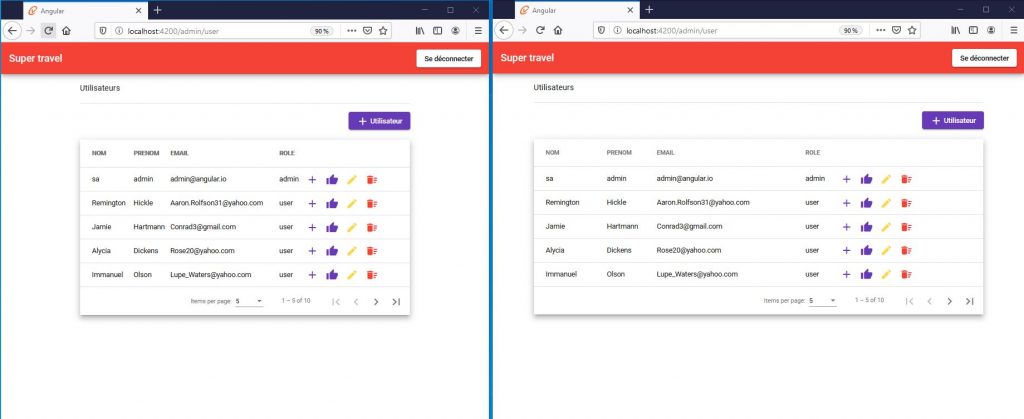 Angular
localhost:4200/admin/user
90%
Super travel
Se déconnecter
Utilisateurs
Utilisateur
NOM PRENOM EMAIL ROLE
sa admin admin@angular.io admin
Remington Hickle Aaron.Rolfson31@yahoo.com user
Jamie Hartmann Conrad3@gmail.com user
Alycia Dickens Rose20@yahoo.com user
Immanuel Olson Lupe_Waters@yahoo.com user
Items per page: 5 1 – 5 of 10
Angular
localhost:4200/admin/user
90%
Super travel
Se déconnecter
Utilisateurs
Utilisateur
NOM PRENOM EMAIL ROLE
sa admin admin@angular.io admin
Remington Hickle Aaron.Rolfson31@yahoo.com user
Jamie Hartmann Conrad3@gmail.com user
Alycia Dickens Rose20@yahoo.com user
Immanuel Olson Lupe_Waters@yahoo.com user
Items per page: 5 1 – 5 of 10